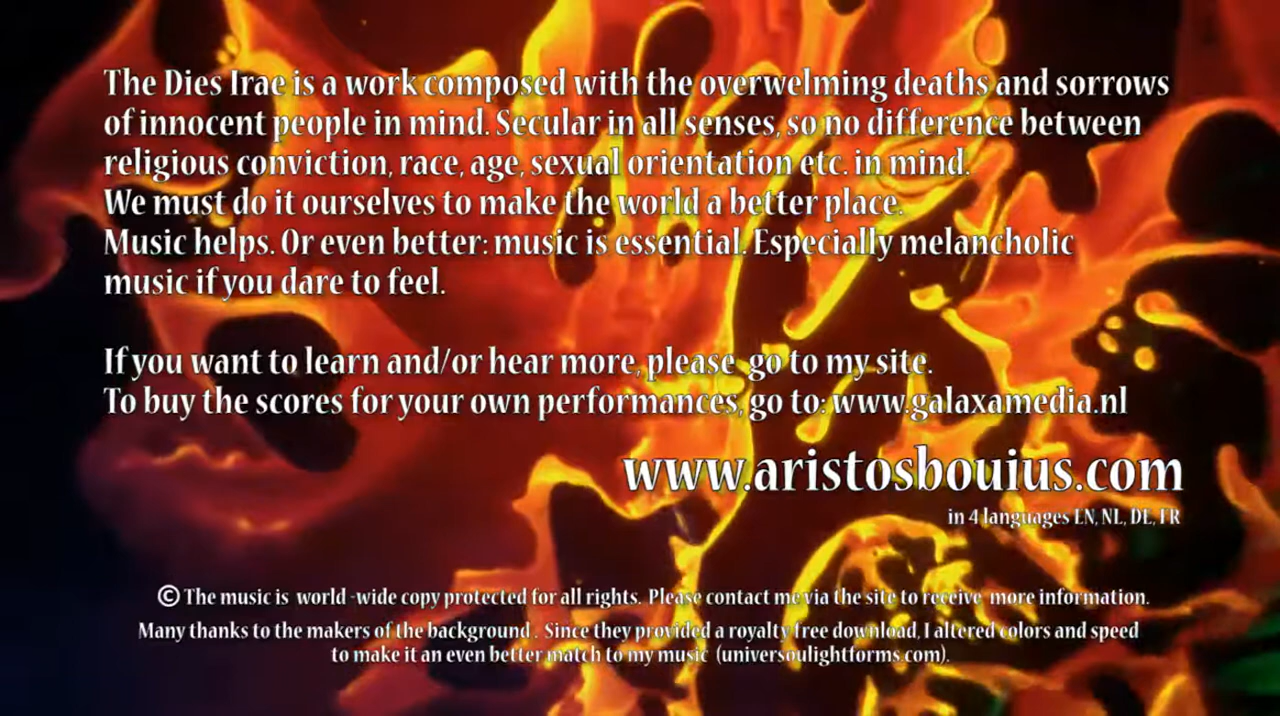 The Dies Irae is a work composed with the overwelming deaths and sorrows
of innocent people in mind. Secular in all senses, so no difference between
religious conviction, race, age, sexual orientation etc. in mind.
We must do it ourselves to make the world a better place.
Music helps. Or even better: music is essential. Especially melancholic
music if you dare to feel.
If you want to learn and/or hear more, please go to my site.
To buy the scores for your own performances, go to: www.galaxamedia.nl
www.aristosbouius.com
in 4 languages EN, NL, DE, FR
© The music is world -wide copy protected for all rights. Please contact me via the site to receive more information.
Many thanks to the makers of the background . Since they provided a royalty free download, I altered colors and speed
to make it an even better match to my music (universoulightforms.com).